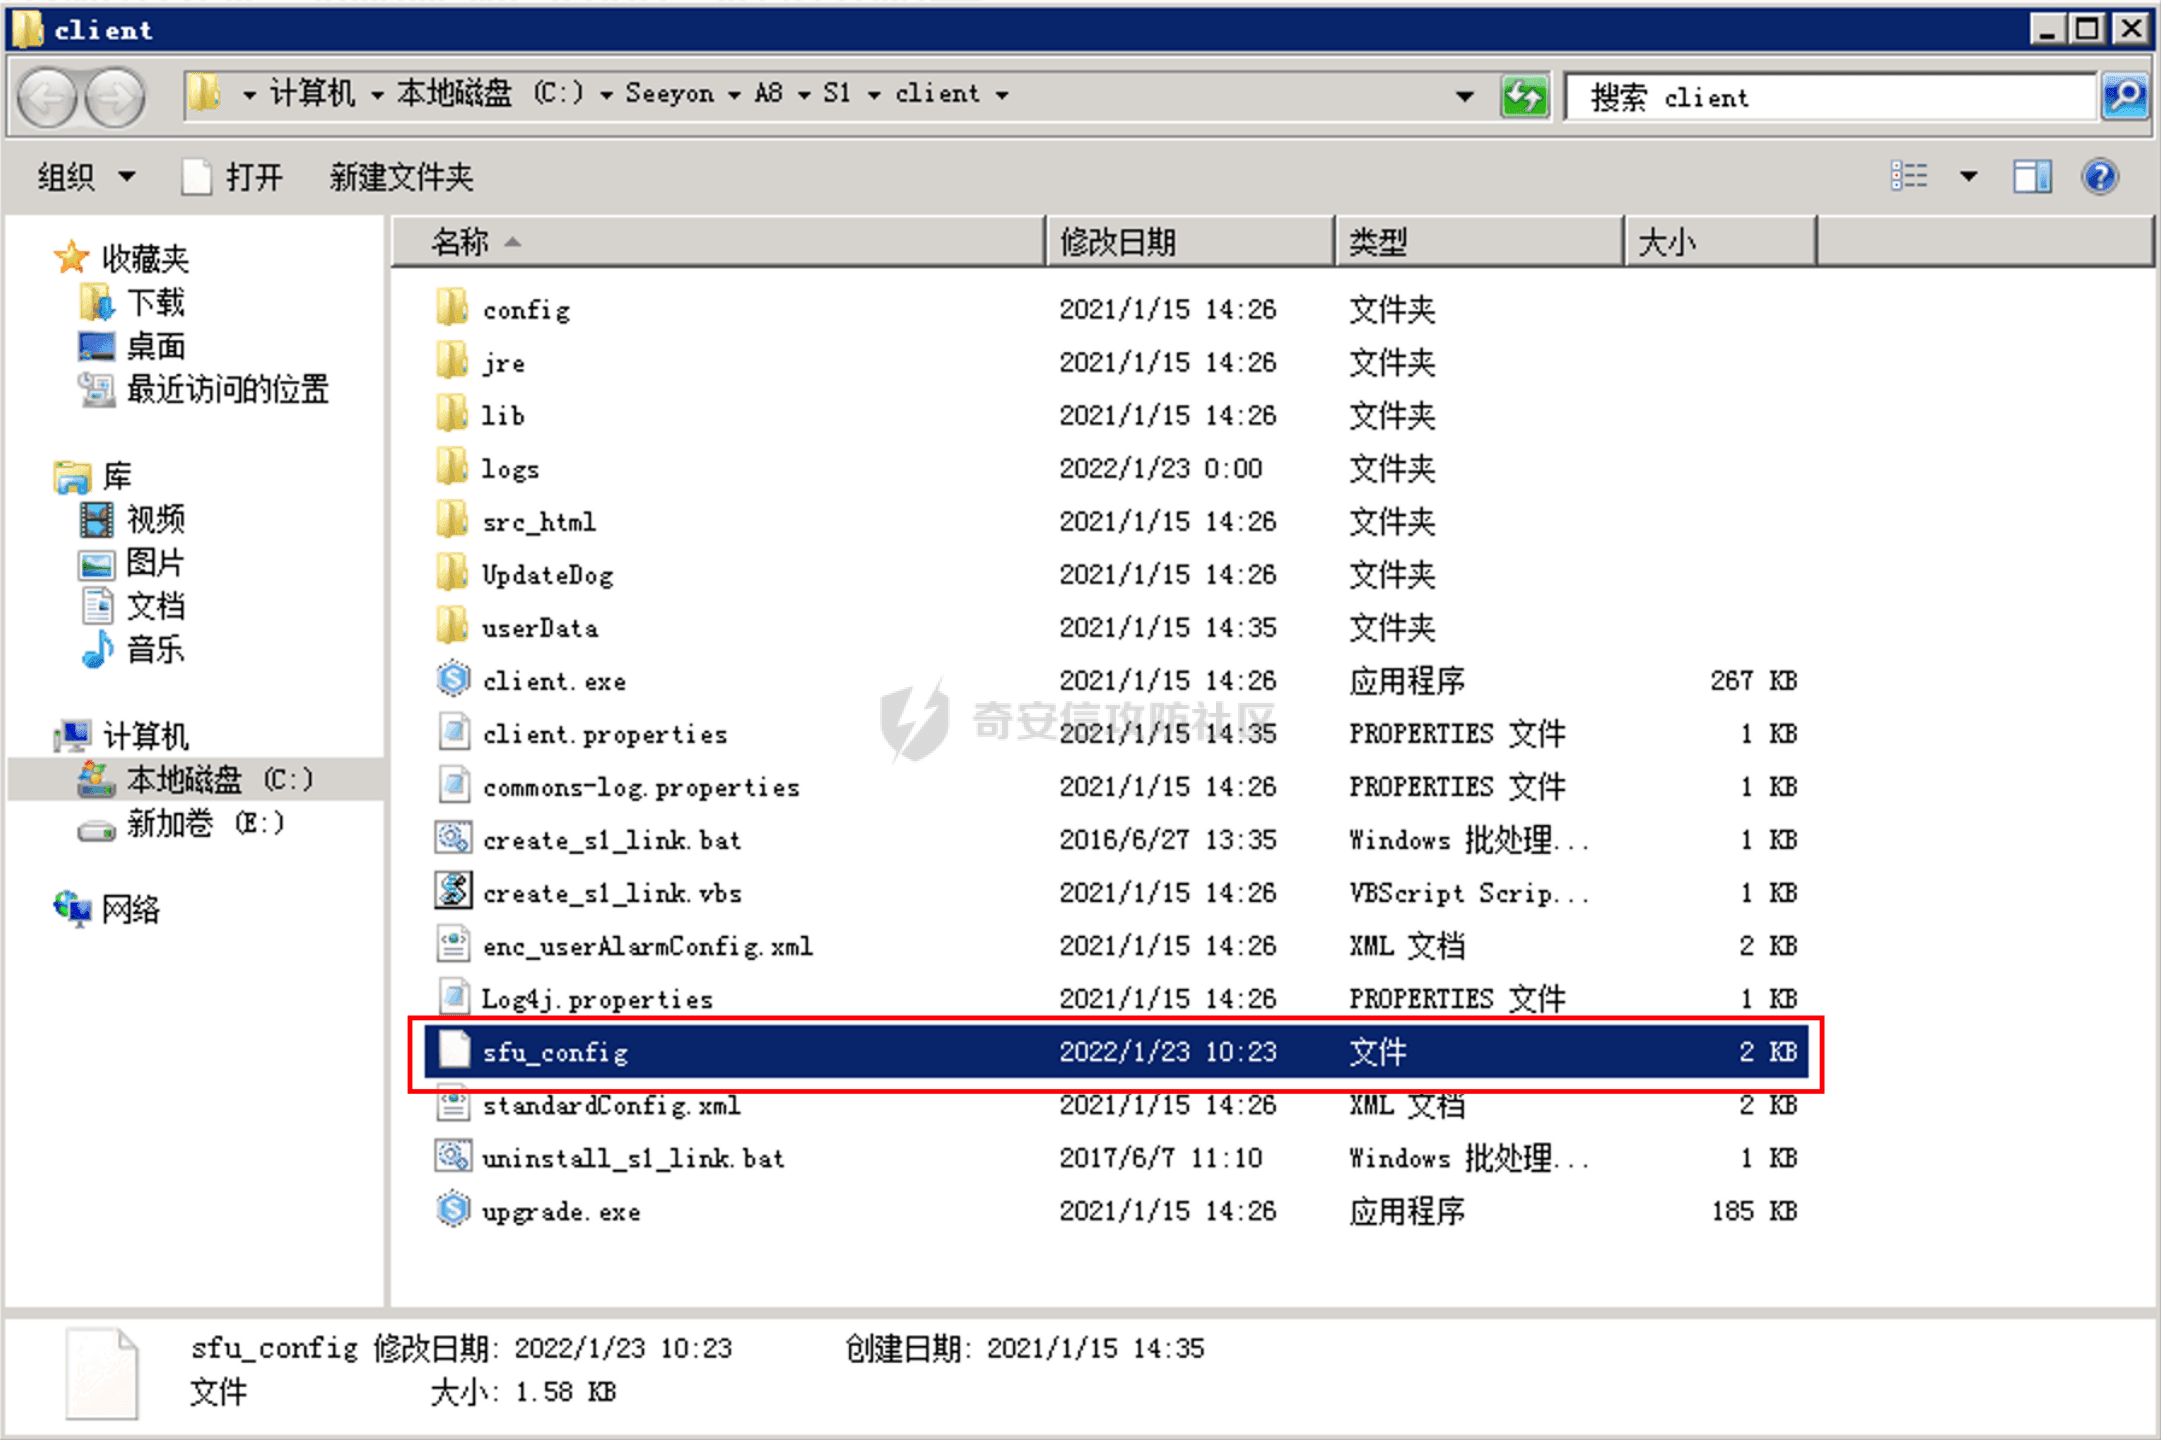 client
计算机 本地磁盘 (C:) Seeyon A8 S1 client
搜索 client
组织 打开 新建文件夹
收藏夹
下载
桌面
最近访问的位置
库
视频
图片
文档
音乐
计算机
本地磁盘 (C:)
新加卷 (E:)
网络
名称 修改日期 类型 大小
config 2021/1/15 14:26 文件夹
jre 2021/1/15 14:26 文件夹
lib 2021/1/15 14:26 文件夹
logs 2022/1/23 0:00 文件夹
src_html 2021/1/15 14:26 文件夹
UpdateDog 2021/1/15 14:26 文件夹
userData 2021/1/15 14:35 文件夹
client.exe 2021/1/15 14:26 应用程序 267 KB
奇安信攻防社区
client.properties 2021/1/15 14:35 PROPERTIES 文件 1 KB
commons-log.properties 2021/1/15 14:26 PROPERTIES 文件 1 KB
create_s1_link.bat 2016/6/27 13:35 Windows 批处理... 1 KB
create_s1_link.vbs 2021/1/15 14:26 VBScript Scrip... 1 KB
enc_userAlarmConfig.xml 2021/1/15 14:26 XML 文档 2 KB
Log4j.properties 2021/1/15 14:26 PROPERTIES 文件 1 KB
sfu_config 2022/1/23 10:23 文件 2 KB
standardConfig.xml 2021/1/15 14:26 XML 文档 2 KB
uninstall_s1_link.bat 2017/6/7 11:10 Windows 批处理... 1 KB
upgrade.exe 2021/1/15 14:26 应用程序 185 KB
sfu_config 修改日期: 2022/1/23 10:23 创建日期: 2021/1/15 14:35
文件 大小: 1.58 KB